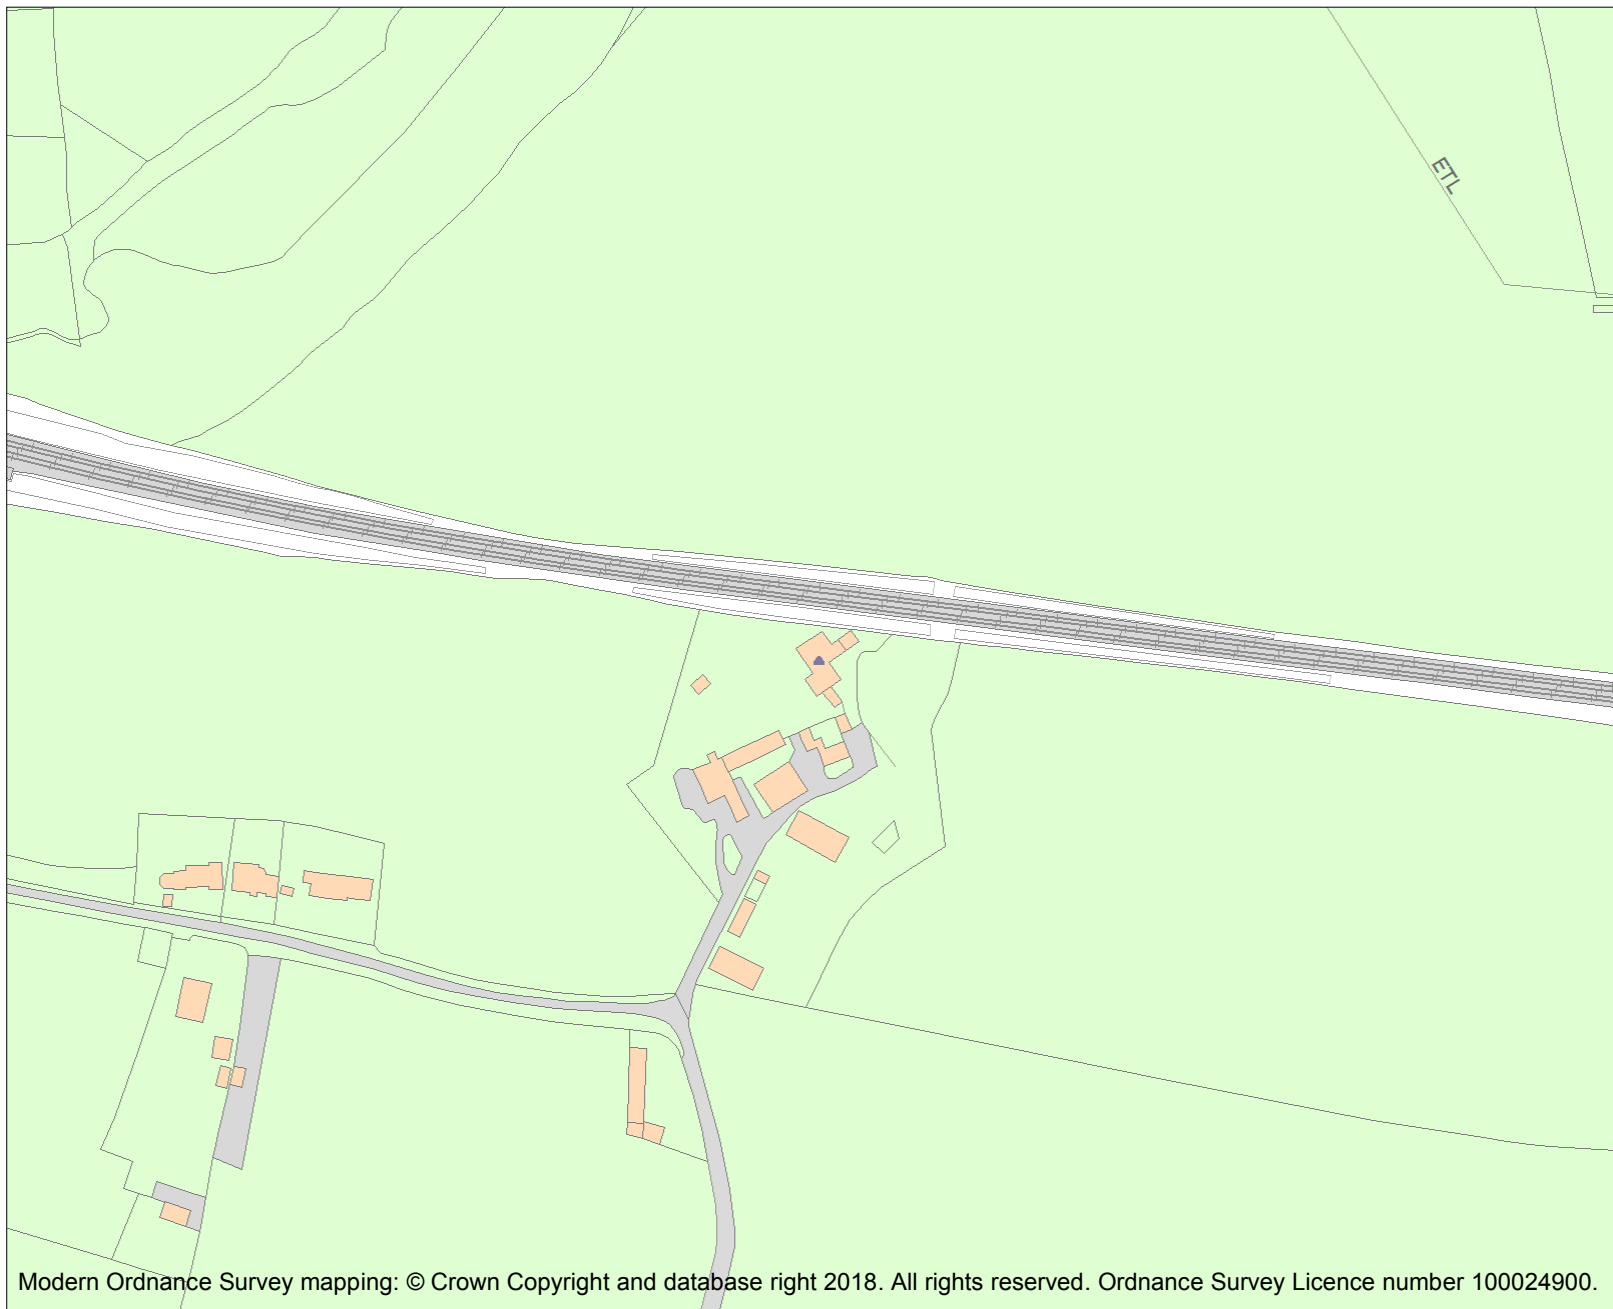 ETL
Modern Ordnance Survey mapping: © Crown Copyright and database right 2018. All rights reserved. Ordnance Survey Licence number 100024900.